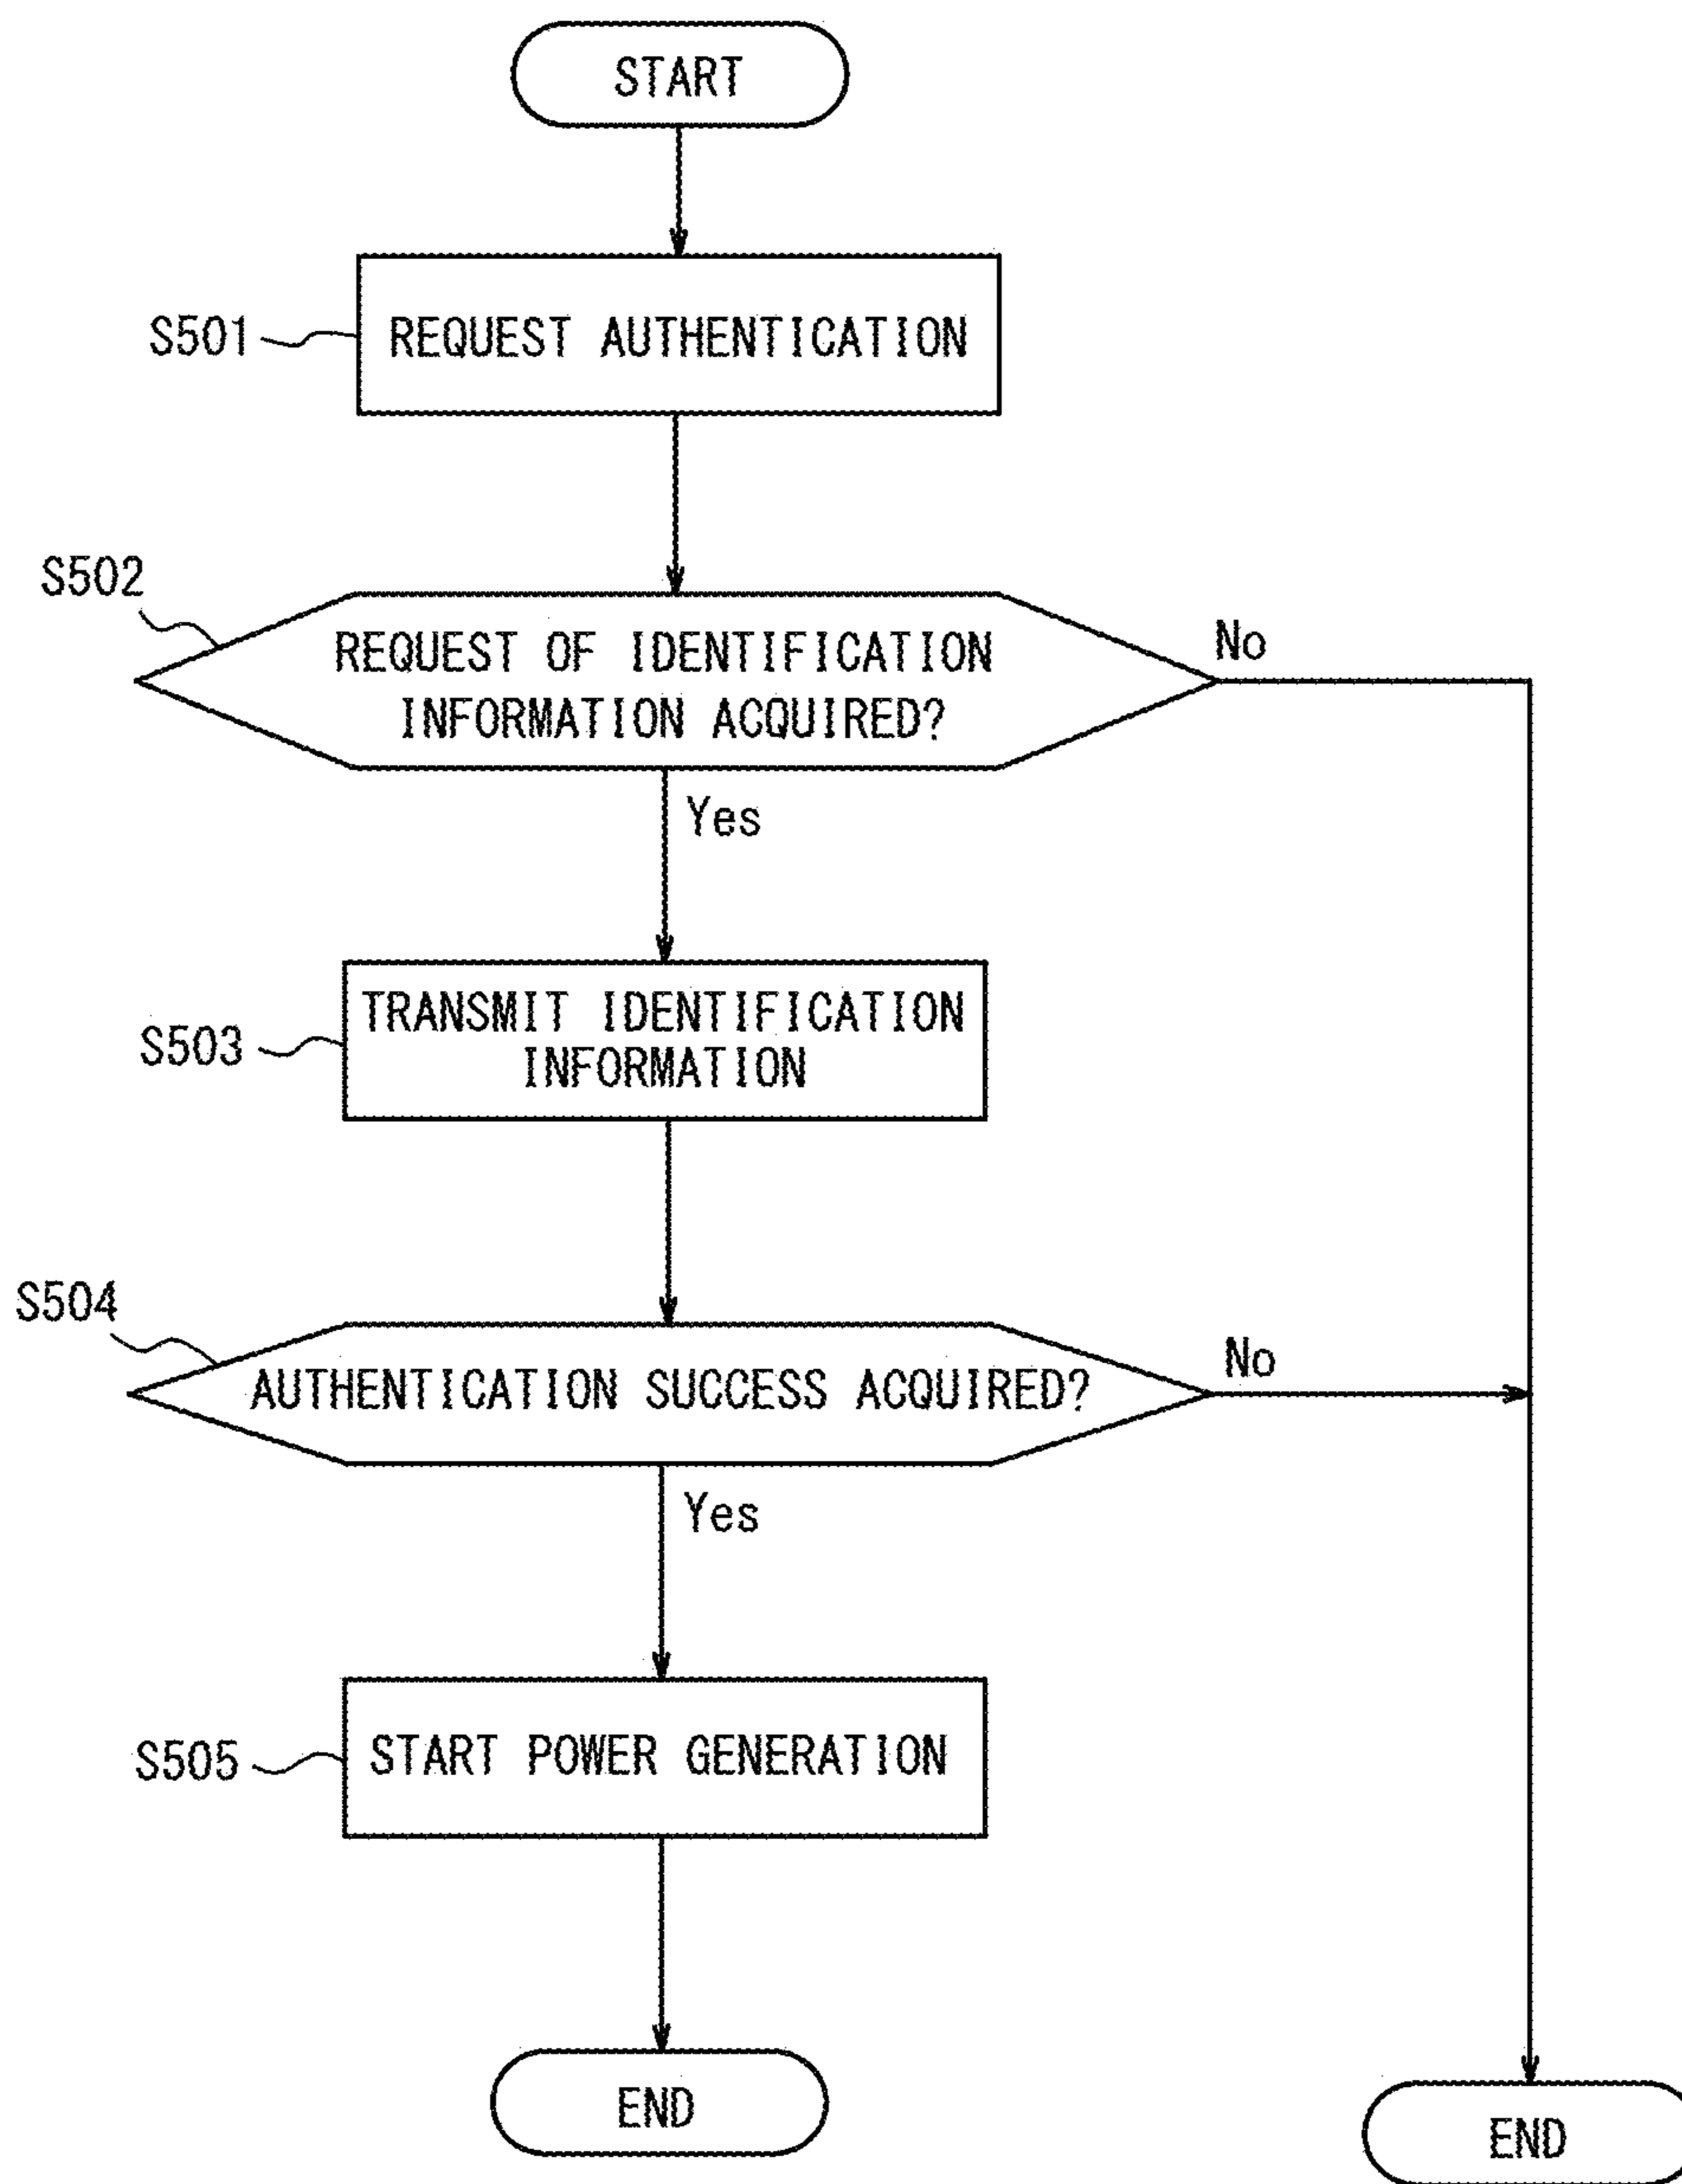 START
S501
REQUEST AUTHENTICATION
S502
REQUEST OF IDENTIFICATION
INFORMATION ACQUIRED?
No
Yes
S503
TRANSMIT IDENTIFICATION
INFORMATION
S504
AUTHENTICATION SUCCESS ACQUIRED?
No
Yes
S505
START POWER GENERATION
END
END